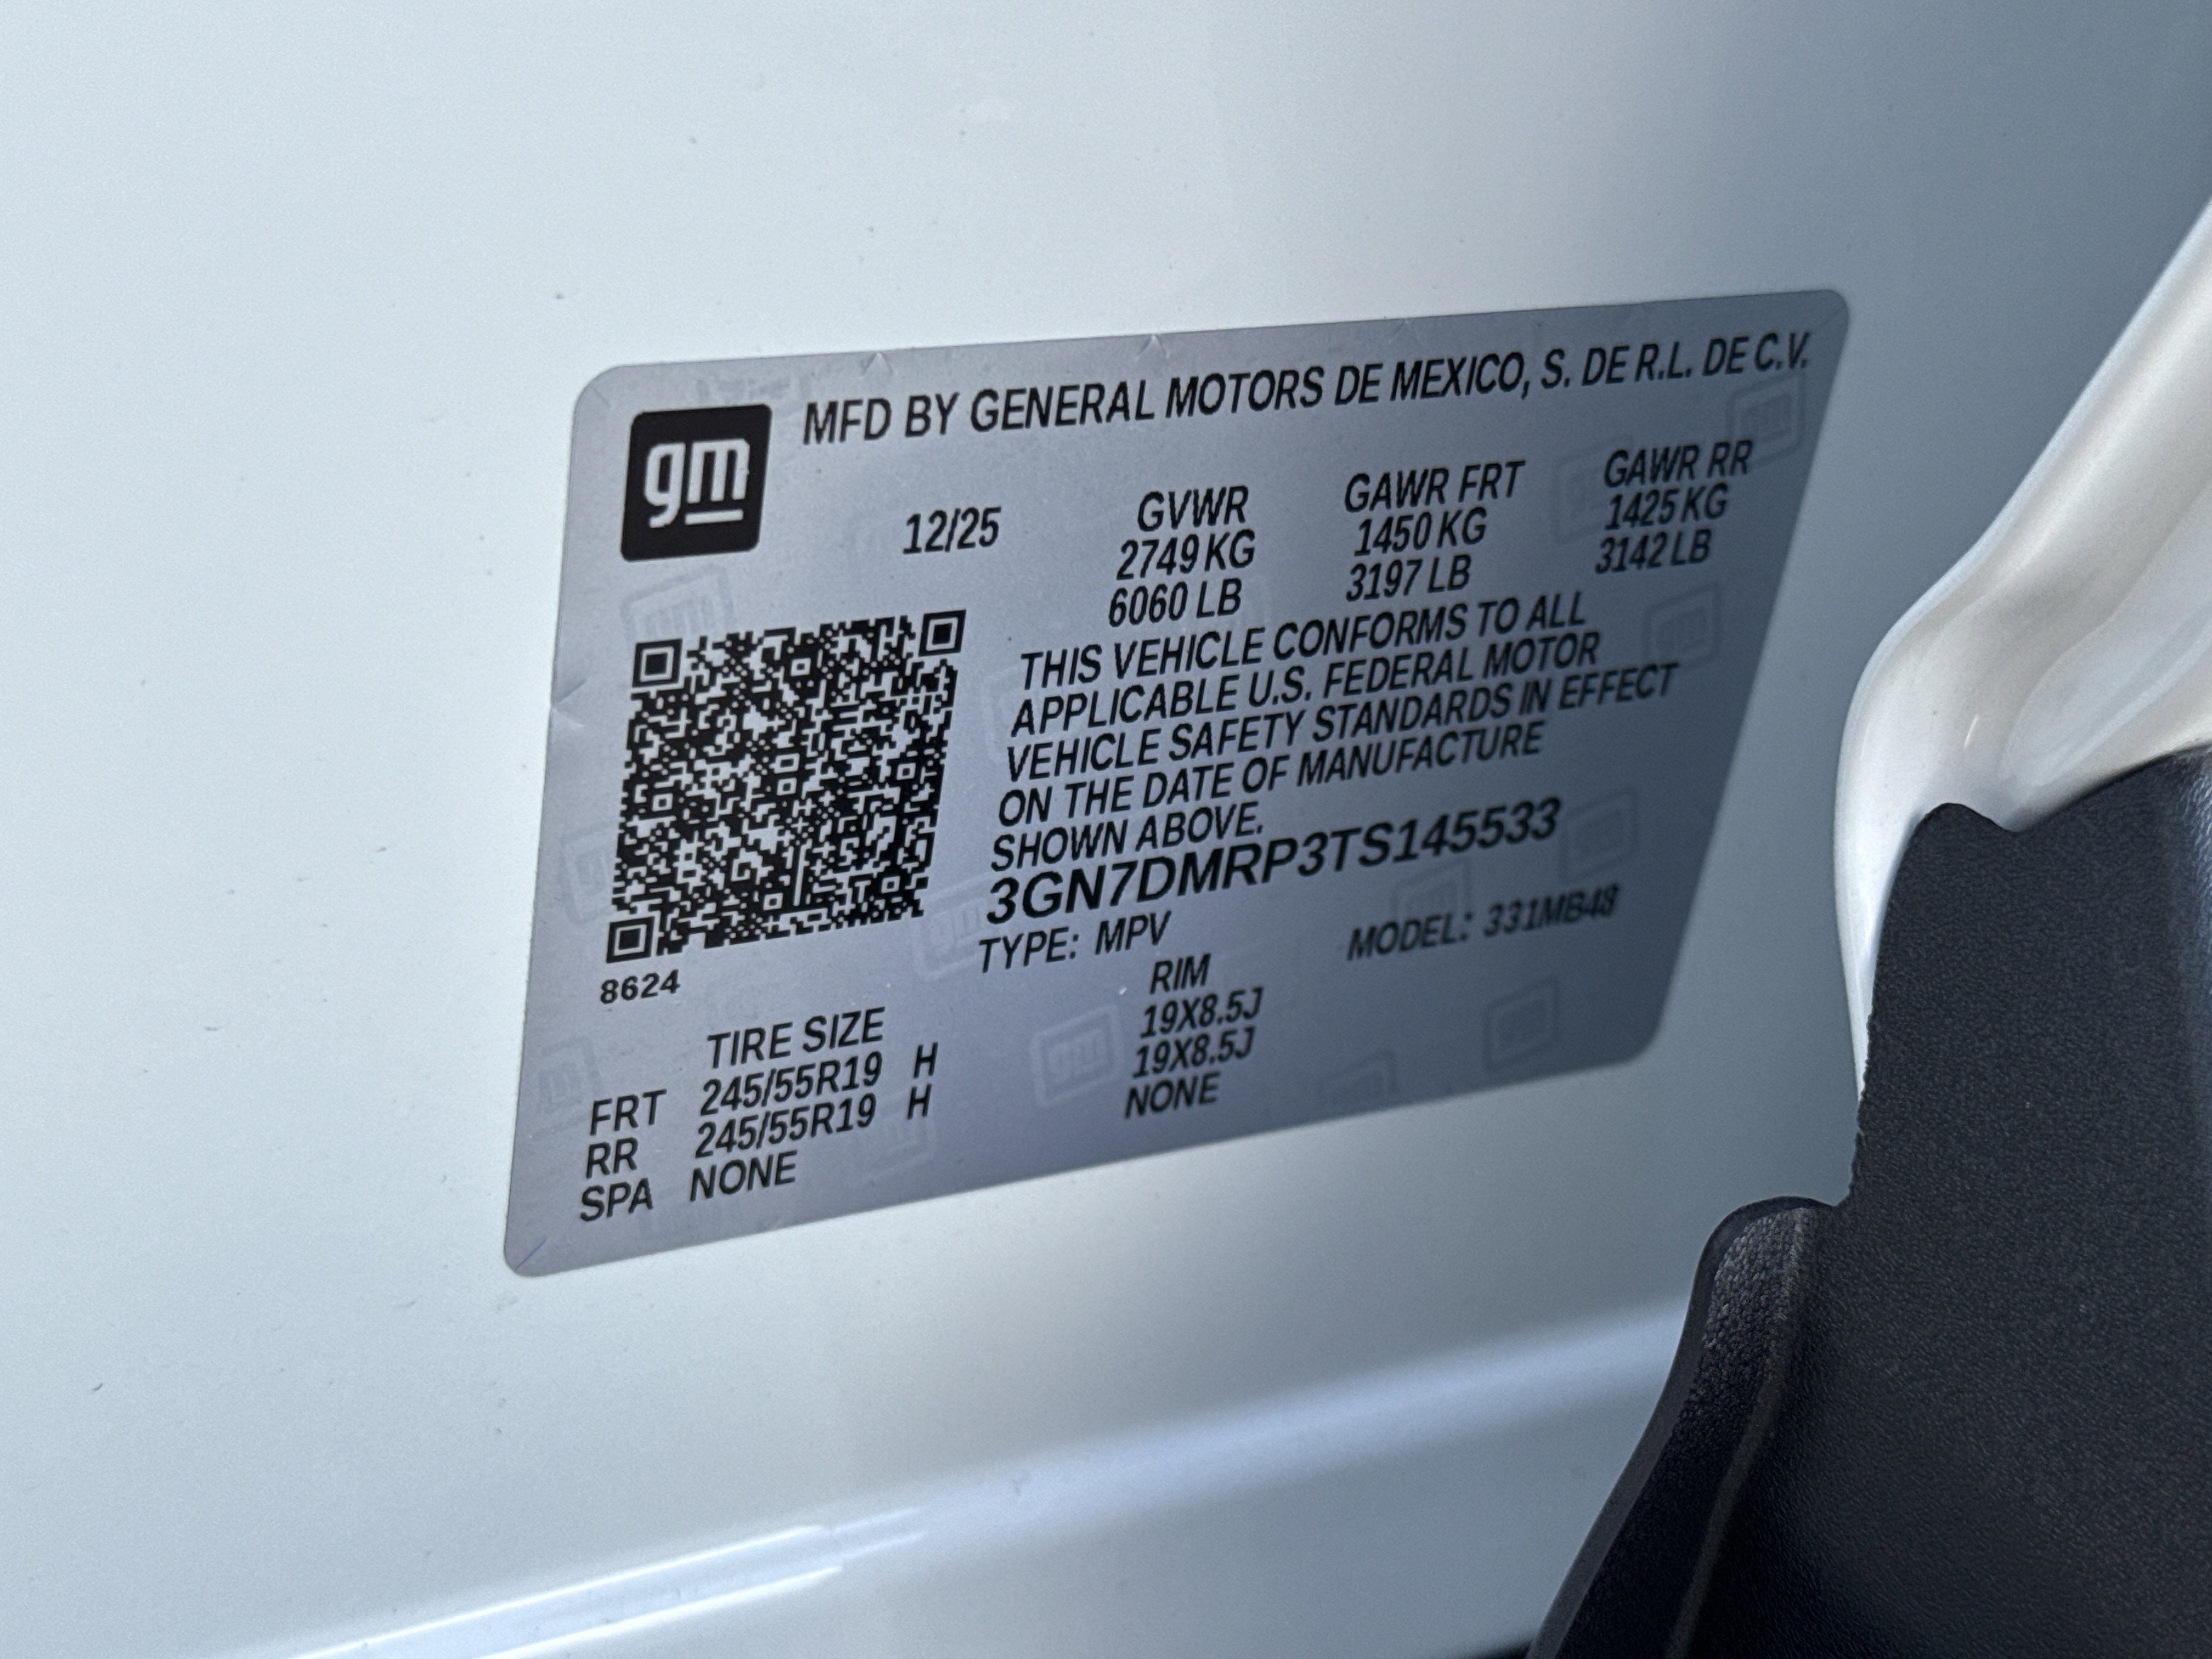 gm
MFD BY GENERAL MOTORS DE MEXICO, S. DE R.L. DE C.V.
12/25
GVWR GAWR FRT GAWR RR
2749 KG 1450 KG 1425 KG
6060 LB 3197 LB 3142 LB
THIS VEHICLE CONFORMS TO ALL
APPLICABLE U.S. FEDERAL MOTOR
VEHICLE SAFETY STANDARDS IN EFFECT
ON THE DATE OF MANUFACTURE
SHOWN ABOVE.
3GN7DMRP3TS145533
TYPE: MPV MODEL: 331MB48
8624
TIRE SIZE RIM
FRT 245/55R19 H 19X8.5J
RR 245/55R19 H 19X8.5J
SPA NONE NONE